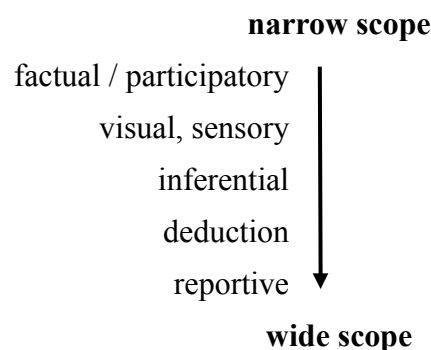 narrow scope
factual / participatory
visual, sensory
inferential
deduction
reportive
wide scope